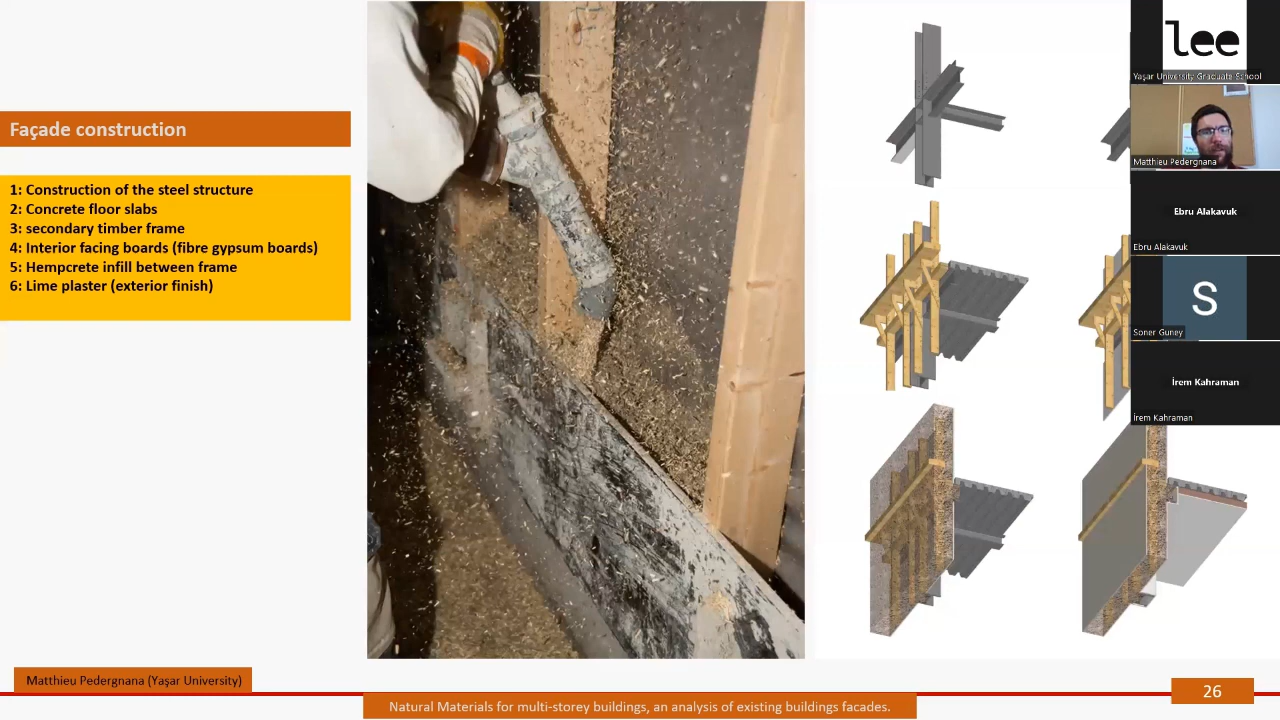 Façade construction
1: Construction of the steel structure
2: Concrete floor slabs
3: secondary timber frame
4: Interior facing boards (fibre gypsum boards)
5: Hempcrete infill between frame
6: Lime plaster (exterior finish)
Matthieu Pedergnana (Yaşar University)
Natural Materials for multi-storey buildings, an analysis of existing buildings facades.
26
lee
Yaşar University Graduate School
Matthieu Pedergnana
Ebru Alakavuk
Ebru Alakavuk
S
Soner Guney
İrem Kahraman
İrem Kahraman